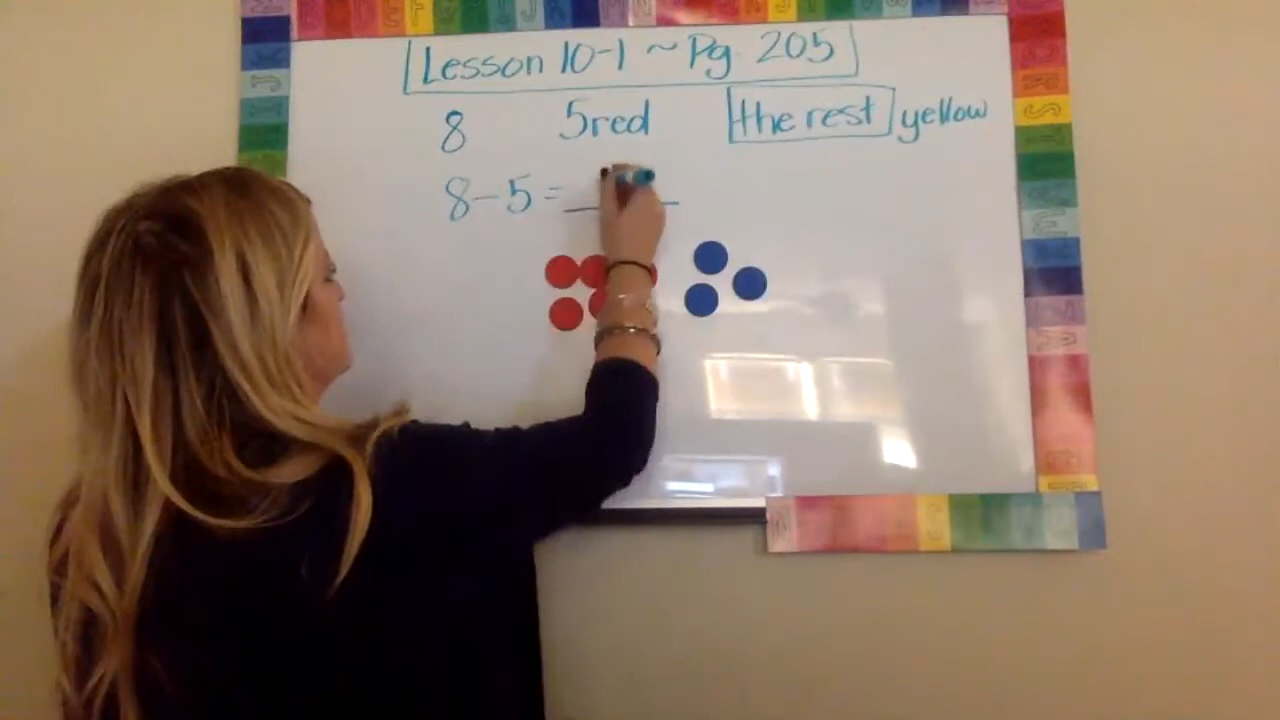 Lesson 10-1 ~ Pg 205
8 5red the rest yellow
8-5=